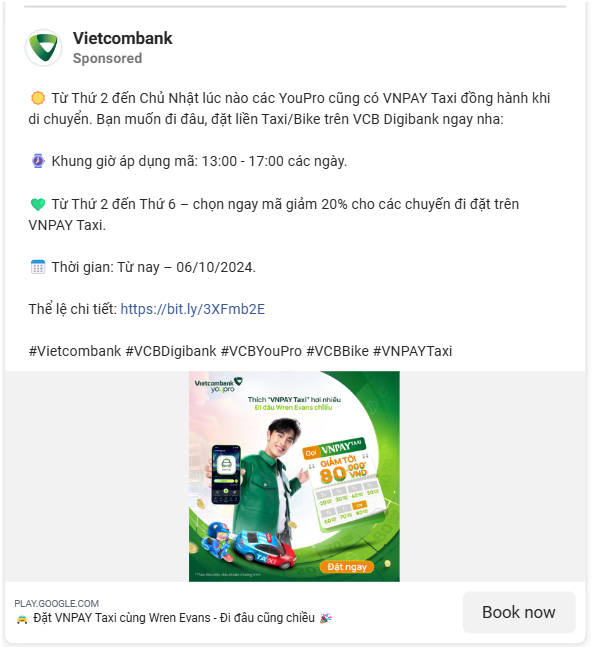 Vietcombank
Sponsored
Từ Thứ 2 đến Chủ Nhật lúc nào các YouPro cũng có VNPAY Taxi đồng hành khi
di chuyển. Bạn muốn đi đâu, đặt liền Taxi/Bike trên VCB Digibank ngay nha:
Khung giờ áp dụng mã: 13:00 - 17:00 các ngày.
Từ Thứ 2 đến Thứ 6 – chọn ngay mã giảm 20% cho các chuyến đi đặt trên
VNPAY Taxi.
Thời gian: Từ nay – 06/10/2024.
Thể lệ chi tiết: https://bit.ly/3XFmb2E
#Vietcombank #VCBDigibank #VCBYouPro #VCBBike #VNPAYTaxi
Vietcombank
youpro
Thích "VNPAY Taxi" hơi nhiều
Đi đâu Wren Evans chiều
Gọi VNPAY TAXI
GIẢM TỚI
80.000 VND
TAXI
Đặt ngay
PLAY.GOOGLE.COM
Đặt VNPAY Taxi cùng Wren Evans - Đi đâu cũng chiều
Book now